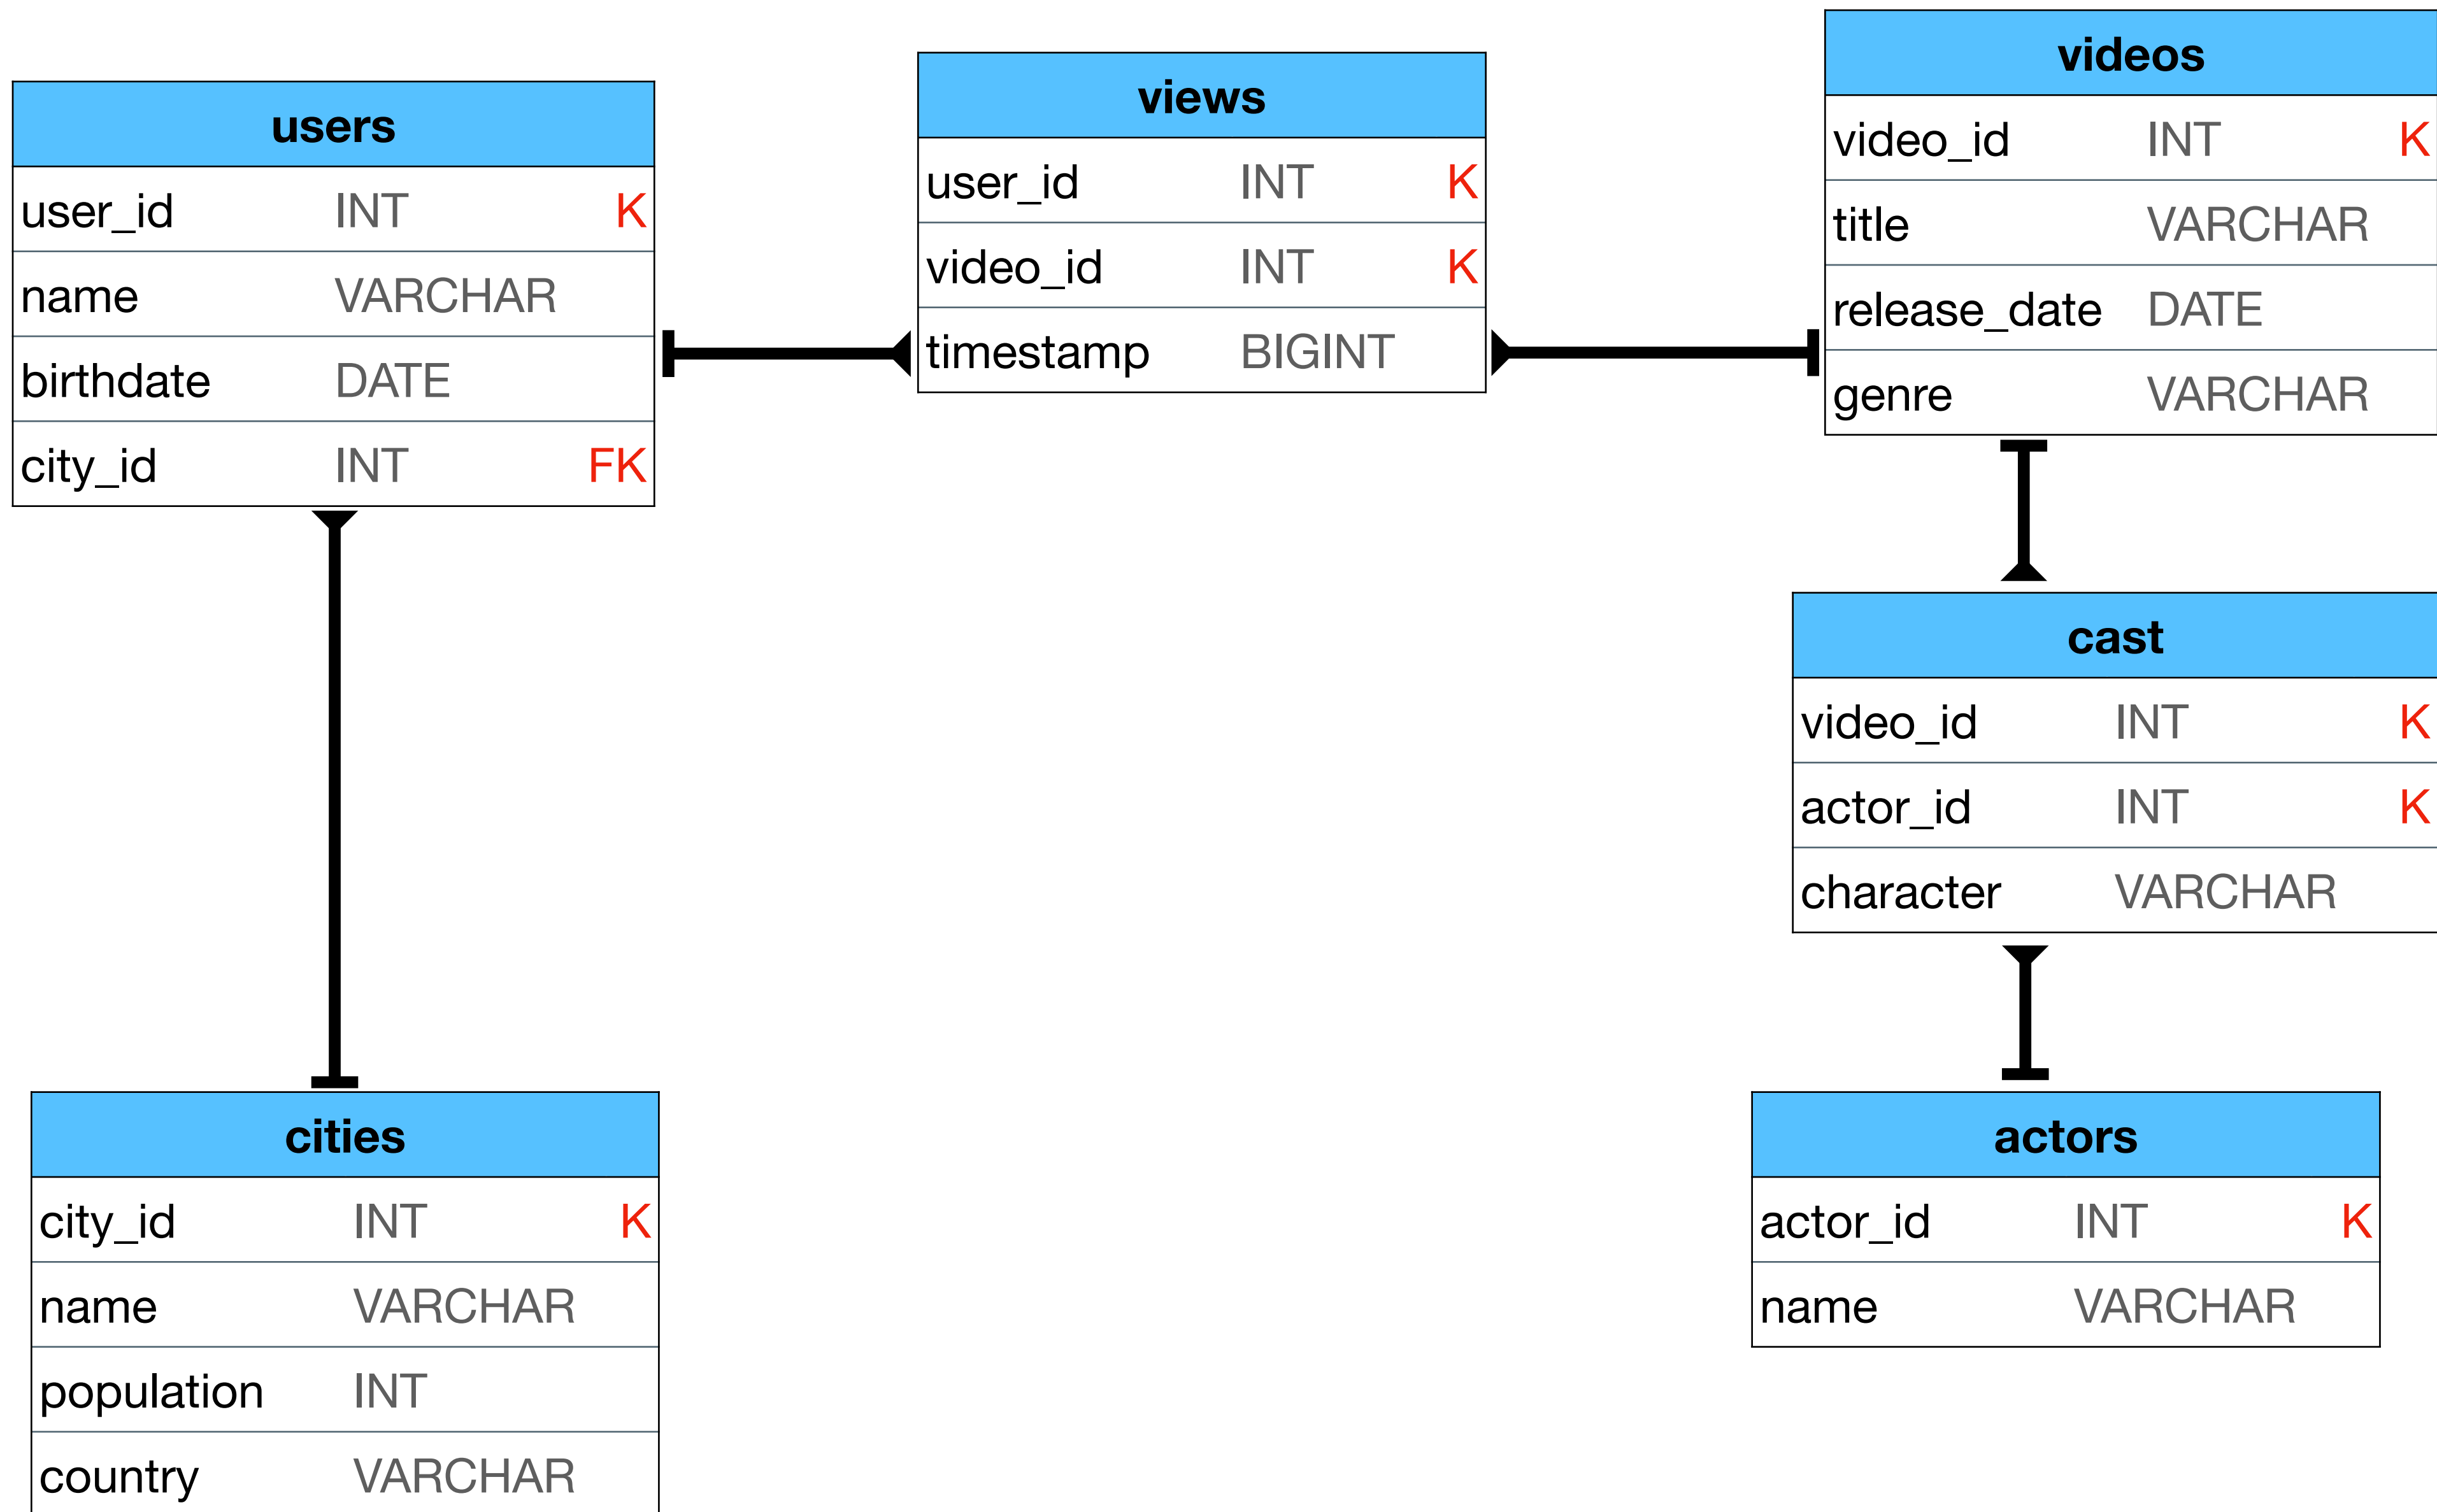 users
user_id INT K
name VARCHAR
birthdate DATE
city_id INT FK
views
user_id INT K
video_id INT K
timestamp BIGINT
videos
video_id INT K
title VARCHAR
release_date DATE
genre VARCHAR
cast
video_id INT K
actor_id INT K
character VARCHAR
cities
city_id INT K
name VARCHAR
population INT
country VARCHAR
actors
actor_id INT K
name VARCHAR